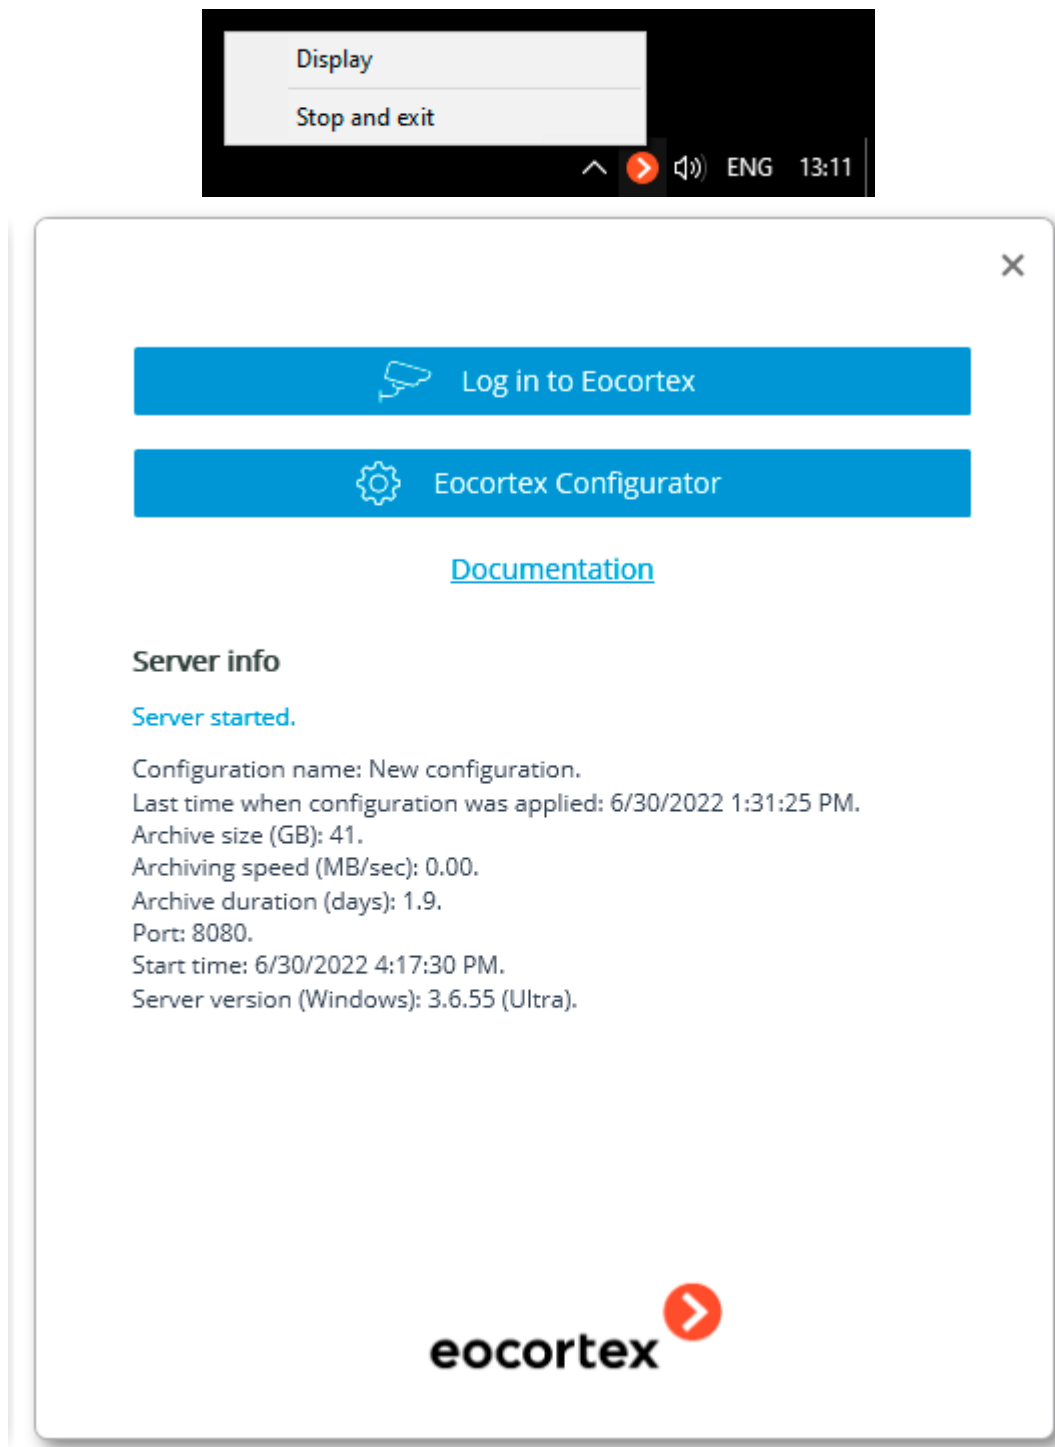 Display
Stop and exit
ENG 13:11
Log in to Eocortex
Eocortex Configurator
Documentation
Server info
Server started.
Configuration name: New configuration.
Last time when configuration was applied: 6/30/2022 1:31:25 PM.
Archive size (GB): 41.
Archiving speed (MB/sec): 0.00.
Archive duration (days): 1.9.
Port: 8080.
Start time: 6/30/2022 4:17:30 PM.
Server version (Windows): 3.6.55 (Ultra).
eocortex